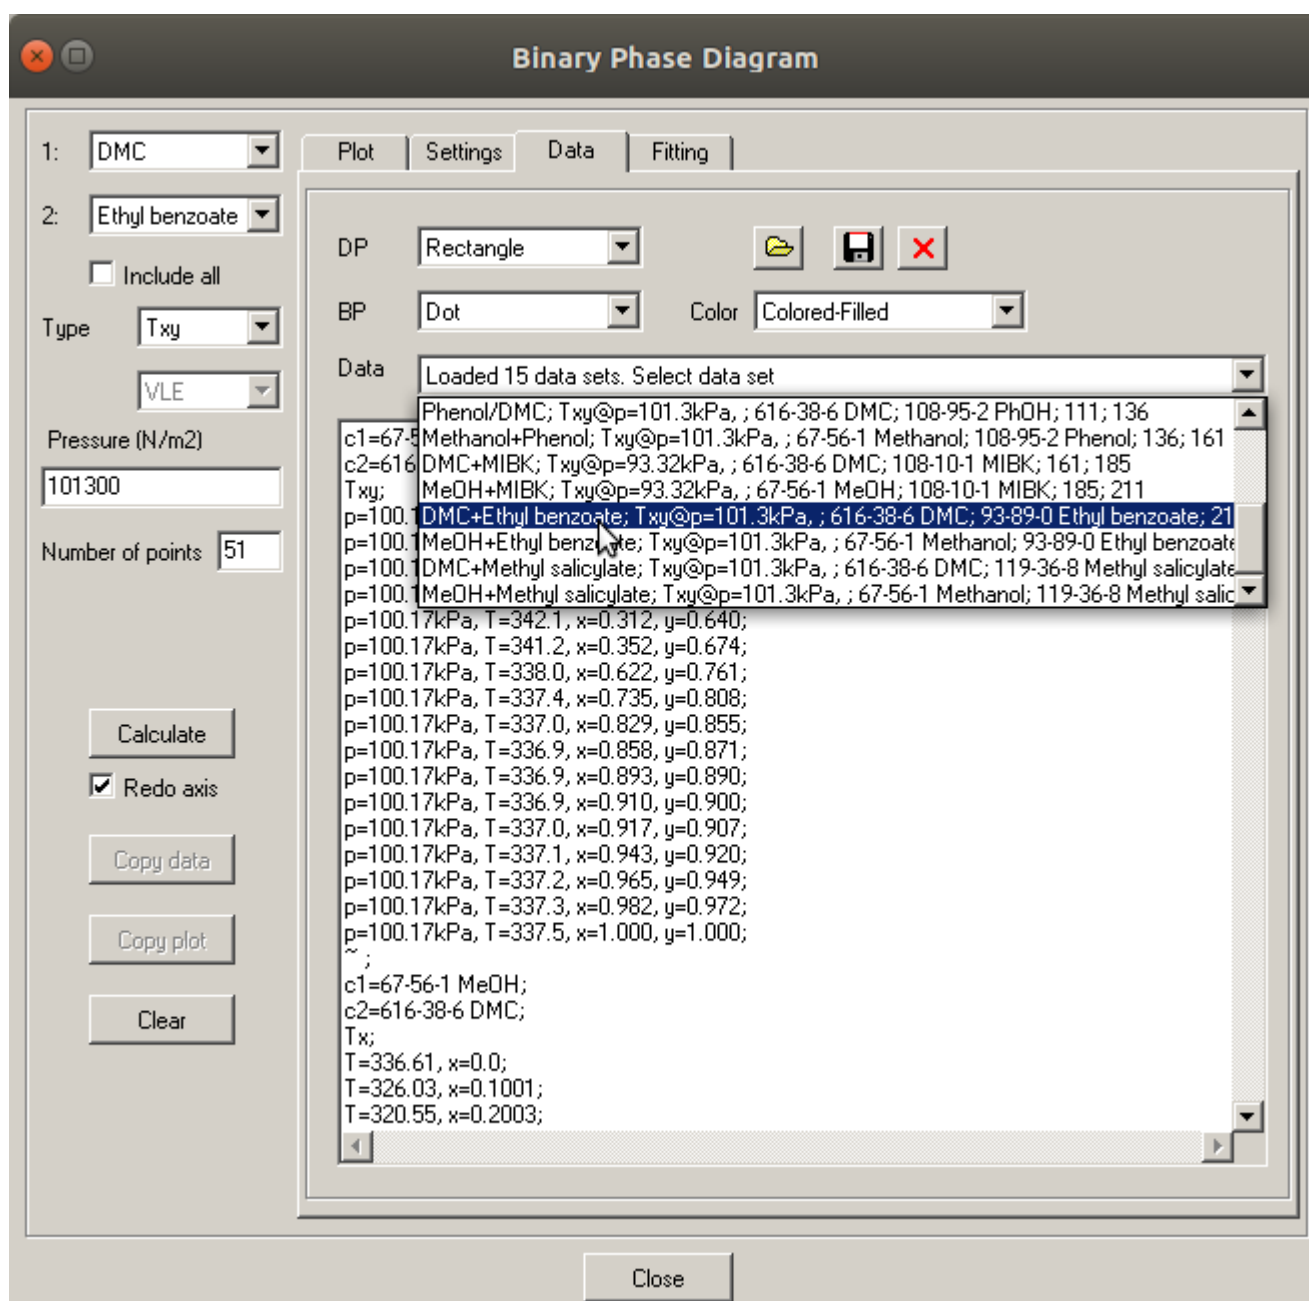 Binary Phase Diagram
1: DMC
Plot Settings Data Fitting
2: Ethyl benzoate
Include all
DP Rectangle
Type Txy
BP Dot Color Colored-Filled
VLE
Data Loaded 15 data sets. Select data set
Phenol/DMC; Txy@p=101.3kPa, ; 616-38-6 DMC; 108-95-2 PhOH; 111; 136
Methanol+Phenol; Txy@p=101.3kPa, ; 67-56-1 Methanol; 108-95-2 Phenol; 136; 161
DMC+MIBK; Txy@p=93.32kPa, ; 616-38-6 DMC; 108-10-1 MIBK; 161; 185
MeOH+MIBK; Txy@p=93.32kPa, ; 67-56-1 MeOH; 108-10-1 MIBK; 185; 211
DMC+Ethyl benzoate; Txy@p=101.3kPa, ; 616-38-6 DMC; 93-89-0 Ethyl benzoate; 21
MeOH+Ethyl benzoate; Txy@p=101.3kPa, ; 67-56-1 Methanol; 93-89-0 Ethyl benzoate
DMC+Methyl salicylate; Txy@p=101.3kPa, ; 616-38-6 DMC; 119-36-8 Methyl salicylate
MeOH+Methyl salicylate; Txy@p=101.3kPa, ; 67-56-1 Methanol; 119-36-8 Methyl salic
Pressure (N/m2)
101300
Number of points 51
Calculate
Redo axis
Copy data
Copy plot
Clear
c1=67-5
c2=616
Txy;
p=100.1
p=100.1
p=100.1
p=100.1
p=100.17kPa, T=342.1, x=0.312, y=0.640;
p=100.17kPa, T=341.2, x=0.352, y=0.674;
p=100.17kPa, T=338.0, x=0.622, y=0.761;
p=100.17kPa, T=337.4, x=0.735, y=0.808;
p=100.17kPa, T=337.0, x=0.829, y=0.855;
p=100.17kPa, T=336.9, x=0.858, y=0.871;
p=100.17kPa, T=336.9, x=0.893, y=0.890;
p=100.17kPa, T=336.9, x=0.910, y=0.900;
p=100.17kPa, T=337.0, x=0.917, y=0.907;
p=100.17kPa, T=337.1, x=0.943, y=0.920;
p=100.17kPa, T=337.2, x=0.965, y=0.949;
p=100.17kPa, T=337.3, x=0.982, y=0.972;
p=100.17kPa, T=337.5, x=1.000, y=1.000;
~ ;
c1=67-56-1 MeOH;
c2=616-38-6 DMC;
Tx;
T=336.61, x=0.0;
T=326.03, x=0.1001;
T=320.55, x=0.2003;
Close